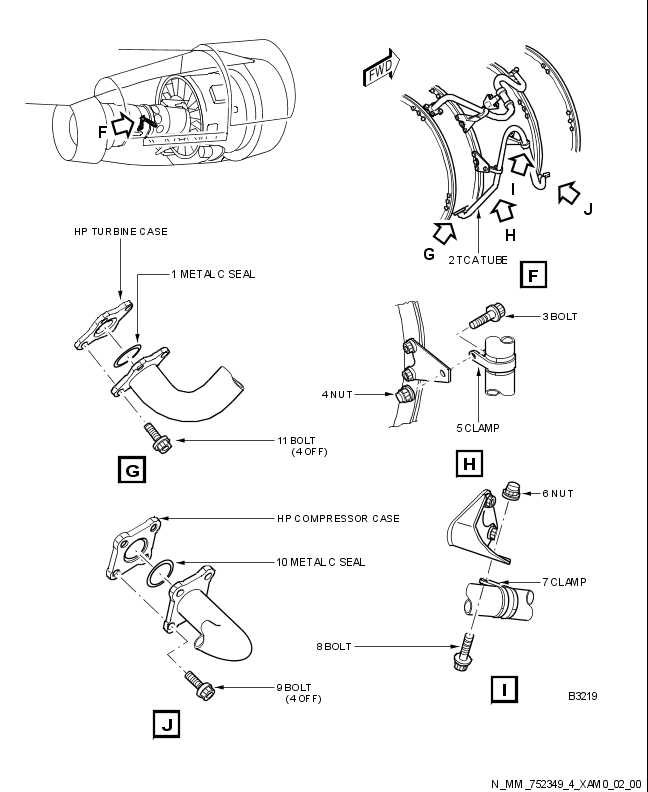 FWD
F
I
J
H
G
2 TCA TUBE
F
HP TURBINE CASE
1 METAL C SEAL
3 BOLT
4 NUT
5 CLAMP
11 BOLT
(4 OFF)
G
H
6 NUT
HP COMPRESSOR CASE
10 METAL C SEAL
7 CLAMP
8 BOLT
9 BOLT
(4 OFF)
I
J
B3219
N_MM_752349_4_XAM0_02_00